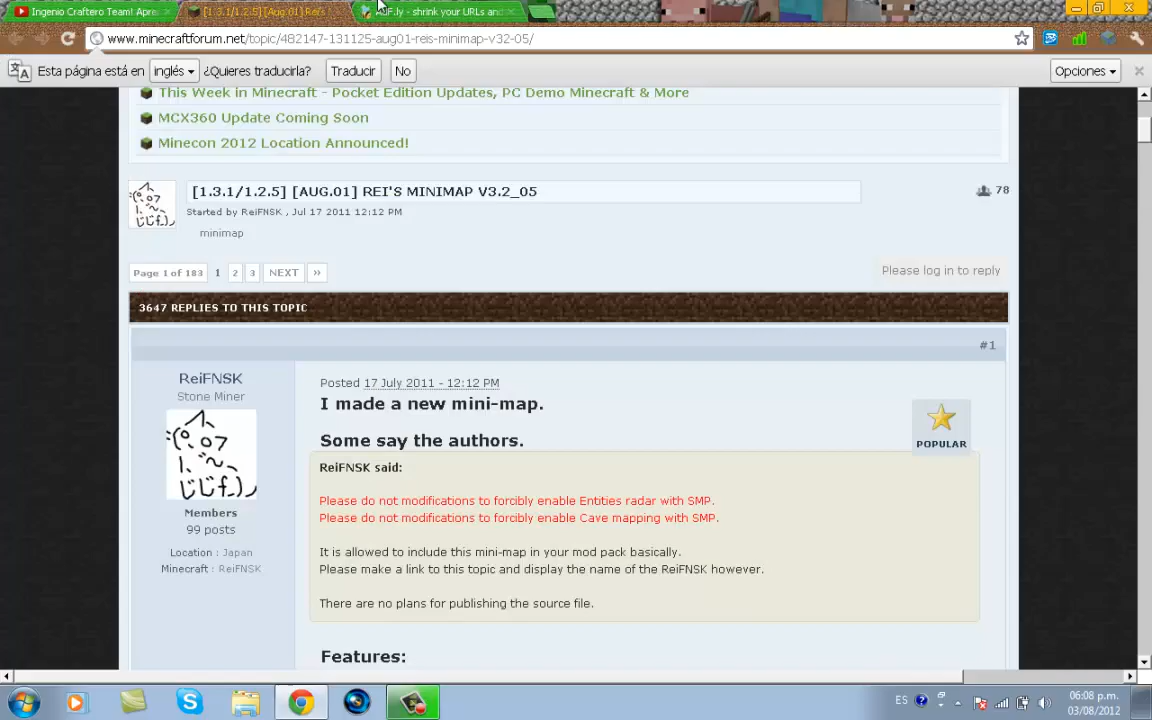 Ingenio Craftero Team! Apre
[1.3.1/1.2.5] [Aug.01] Rei's
.ly - shrink your URLs and
www.minecraftforum.net/topic/482147-131125-aug01-reis-minimap-v32-05/
Esta página está en inglés ¿Quieres traducirla? Traducir No Opciones
This Week in Minecraft - Pocket Edition Updates, PC Demo Minecraft & More
MCX360 Update Coming Soon
Minecon 2012 Location Announced!
[1.3.1/1.2.5] [AUG.01] REI'S MINIMAP V3.2_05
78
Started by ReiFNSK , Jul 17 2011 12:12 PM
minimap
Page 1 of 183 1 2 3 NEXT »
Please log in to reply
3647 REPLIES TO THIS TOPIC
#1
ReiFNSK
Stone Miner
Members
99 posts
Location : Japan
Minecraft : ReiFNSK
Posted 17 July 2011 - 12:12 PM
I made a new mini-map.
POPULAR
Some say the authors.
ReiFNSK said:
Please do not modifications to forcibly enable Entities radar with SMP.
Please do not modifications to forcibly enable Cave mapping with SMP.
It is allowed to include this mini-map in your mod pack basically.
Please make a link to this topic and display the name of the ReiFNSK however.
There are no plans for publishing the source file.
Features:
ES
06:08 p.m.
03/08/2012